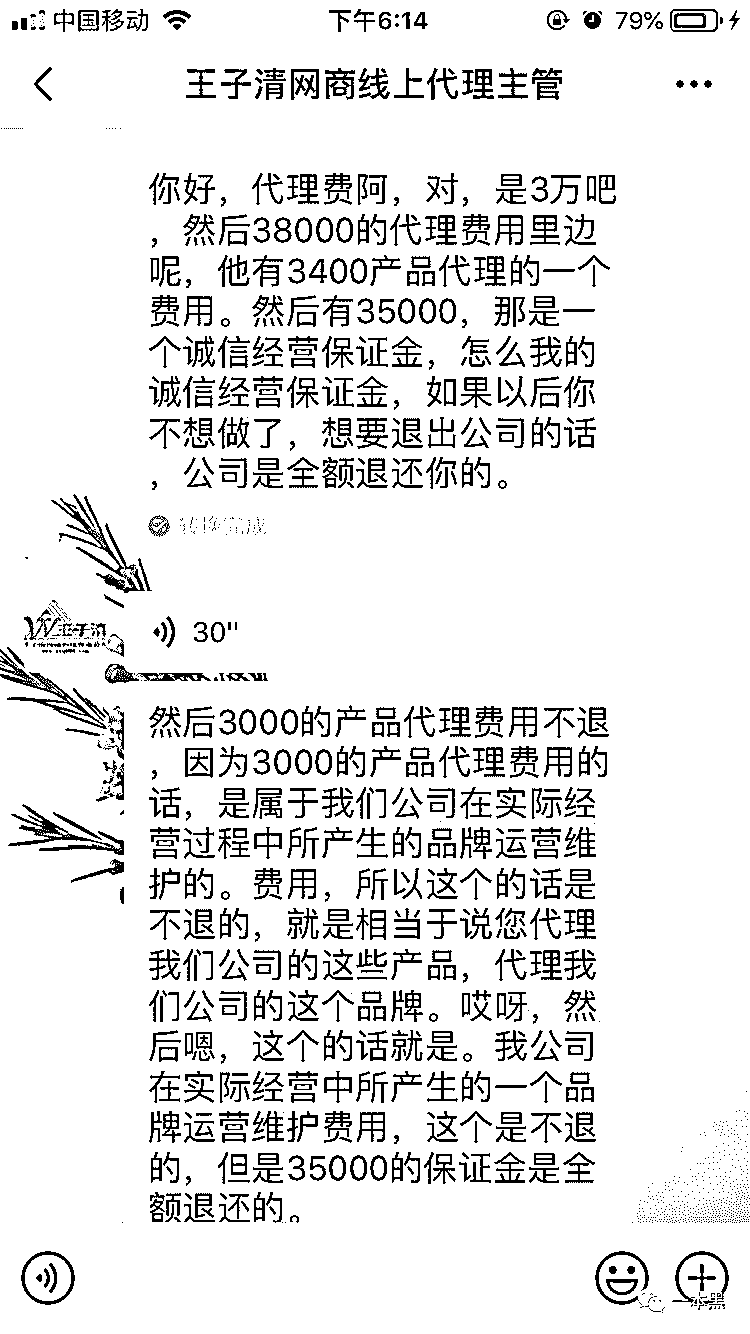 中国移动 下午6:14 79%
王子清网商线上代理主管
你好，代理费阿，对，是3万吧
，然后38000的代理费用里边
呢，他有3400产品代理的一个
费用。然后有35000，那是一
个诚信经营保证金，怎么我的
诚信经营保证金，如果以后你
不想做了，想要退出公司的话
，公司是全额退还你的。
转换完成
王子清
30"
然后3000的产品代理费用不退
，因为3000的产品代理费用的
话，是属于我们公司在实际经
营过程中所产生的品牌运营维
护的。费用，所以这个的话是
不退的，就是相当于说您代理
我们公司的这些产品，代理我
们公司的这个品牌。哎呀，然
后嗯，这个的话就是。我公司
在实际经营中所产生的一个品
牌运营维护费用，这个是不退
的，但是35000的保证金是全
额退还的。
一本黑